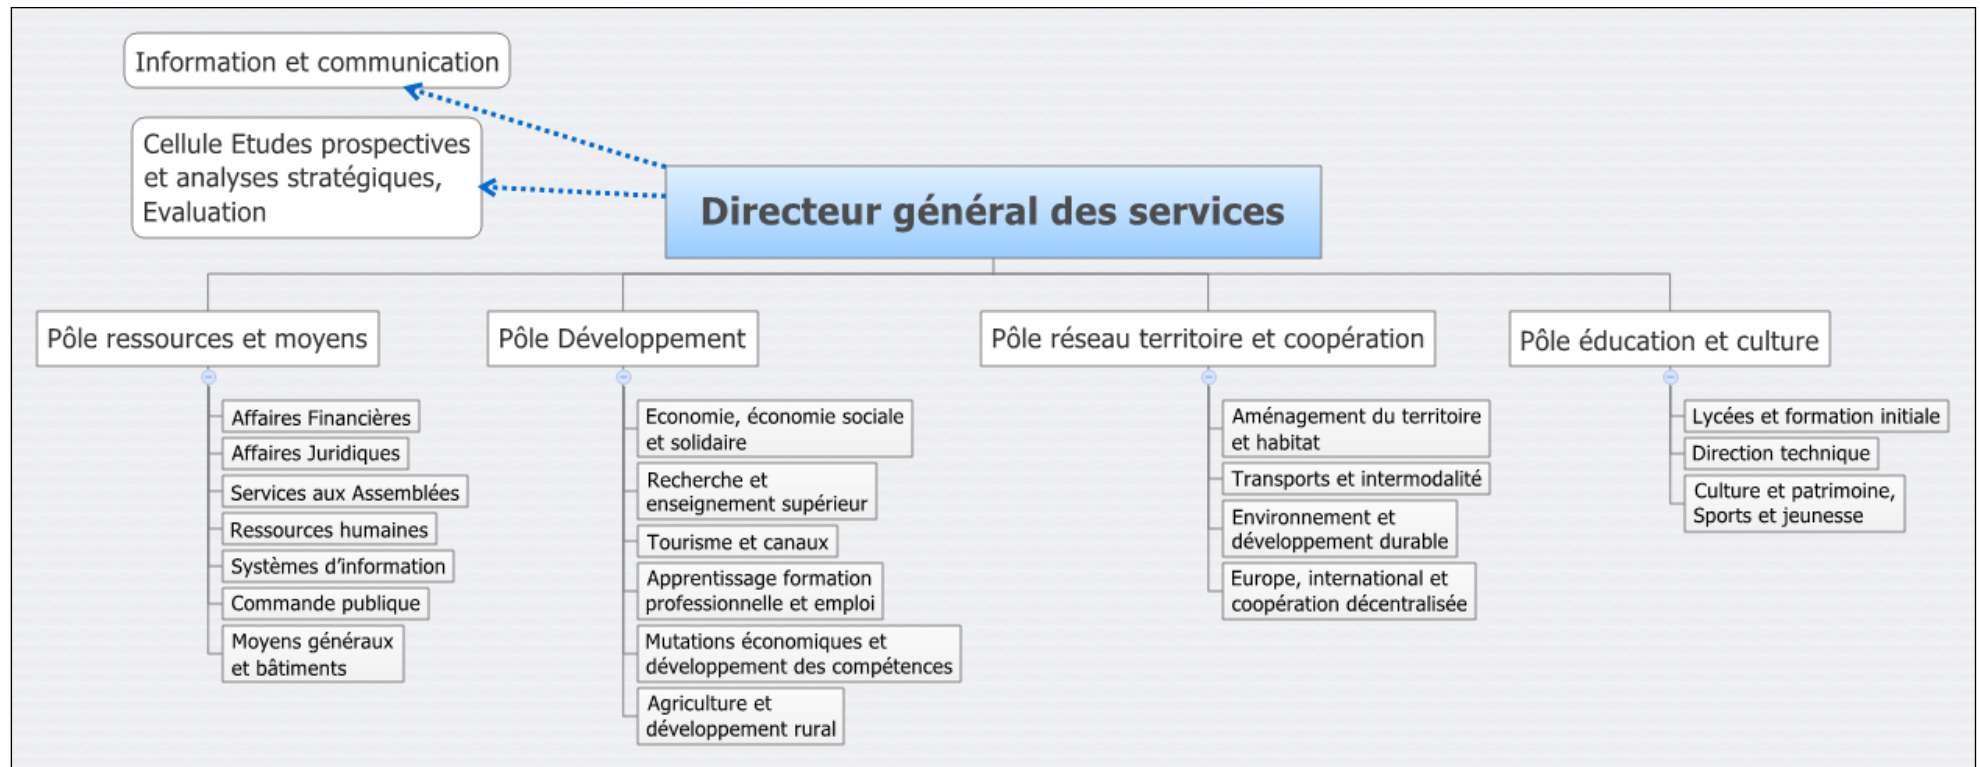 Information et communication
Cellule Etudes prospectives
et analyses stratégiques,
Evaluation
Directeur général des services
Pôle ressources et moyens
Affaires Financières
Affaires Juridiques
Services aux Assemblées
Ressources humaines
Systèmes d’information
Commande publique
Moyens généraux
et bâtiments
Pôle Développement
Economie, économie sociale
et solidaire
Recherche et
enseignement supérieur
Tourisme et canaux
Apprentissage formation
professionnelle et emploi
Mutations économiques et
développement des compétences
Agriculture et
développement rural
Pôle réseau territoire et coopération
Aménagement du territoire
et habitat
Transports et intermodalité
Environnement et
développement durable
Europe, international et
coopération décentralisée
Pôle éducation et culture
Lycées et formation initiale
Direction technique
Culture et patrimoine,
Sports et jeunesse